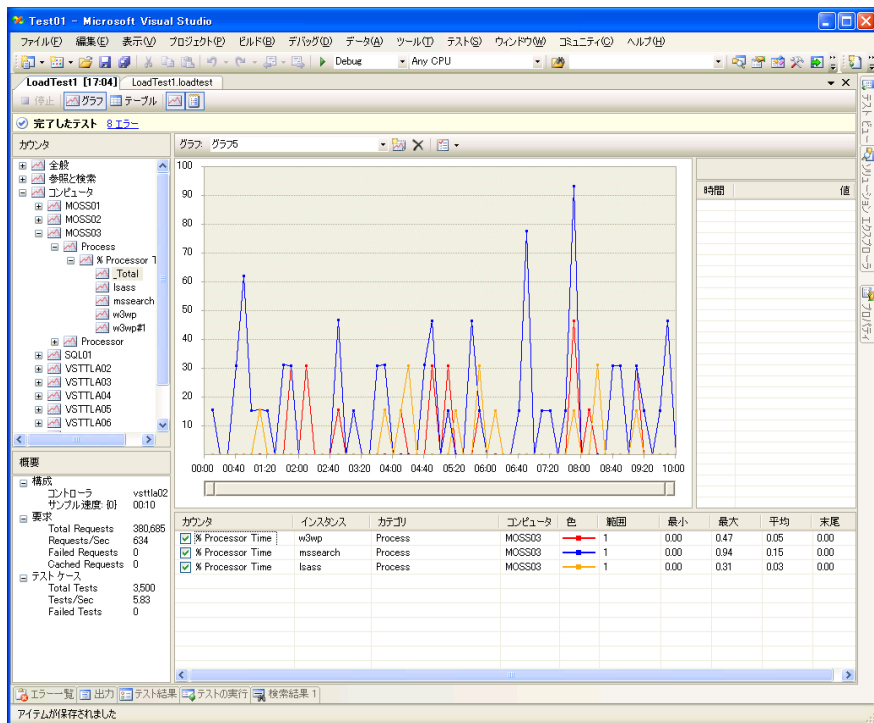 Test01 - Microsoft Visual Studio
ファイル(F) 編集(E) 表示(V) プロジェクト(P) ビルド(B) デバッグ(D) データ(A) ツール(T) テスト(S) ウィンドウ(W) コミュニティ(C) ヘルプ(H)
Debug Any CPU
LoadTest1 [17:04] LoadTest1.loadtest
停止 グラフ テーブル
完了したテスト 8 エラー
カウンタ
全般
参照と検索
コンピュータ
MOSS01
MOSS02
MOSS03
Process
% Processor T
_Total
lsass
mssearch
w3wp
w3wp#1
Processor
SQL01
VSTTLA02
VSTTLA03
VSTTLA04
VSTTLA05
VSTTLA06
概要
構成
コントローラ vsttla02
サンプル速度: {0} 00:10
要求
Total Requests 380,685
Requests/Sec 634
Failed Requests 0
Cached Requests 0
テスト ケース
Total Tests 3,500
Tests/Sec 5.83
Failed Tests 0
グラフ: グラフ5
100
90
80
70
60
50
40
30
20
10
00:00 00:40 01:20 02:00 02:40 03:20 04:00 04:40 05:20 06:00 06:40 07:20 08:00 08:40 09:20 10:00
時間 値
カウンタ インスタンス カテゴリ コンピュータ 色 範囲 最小 最大 平均 末尾
% Processor Time w3wp Process MOSS03 1 0.00 0.47 0.05 0.00
% Processor Time mssearch Process MOSS03 1 0.00 0.94 0.15 0.00
% Processor Time lsass Process MOSS03 1 0.00 0.31 0.03 0.00
テスト ビュー
ソリューション エクスプローラ
プロパティ
エラー一覧 出力 テスト結果 テストの実行 検索結果 1
アイテムが保存されました